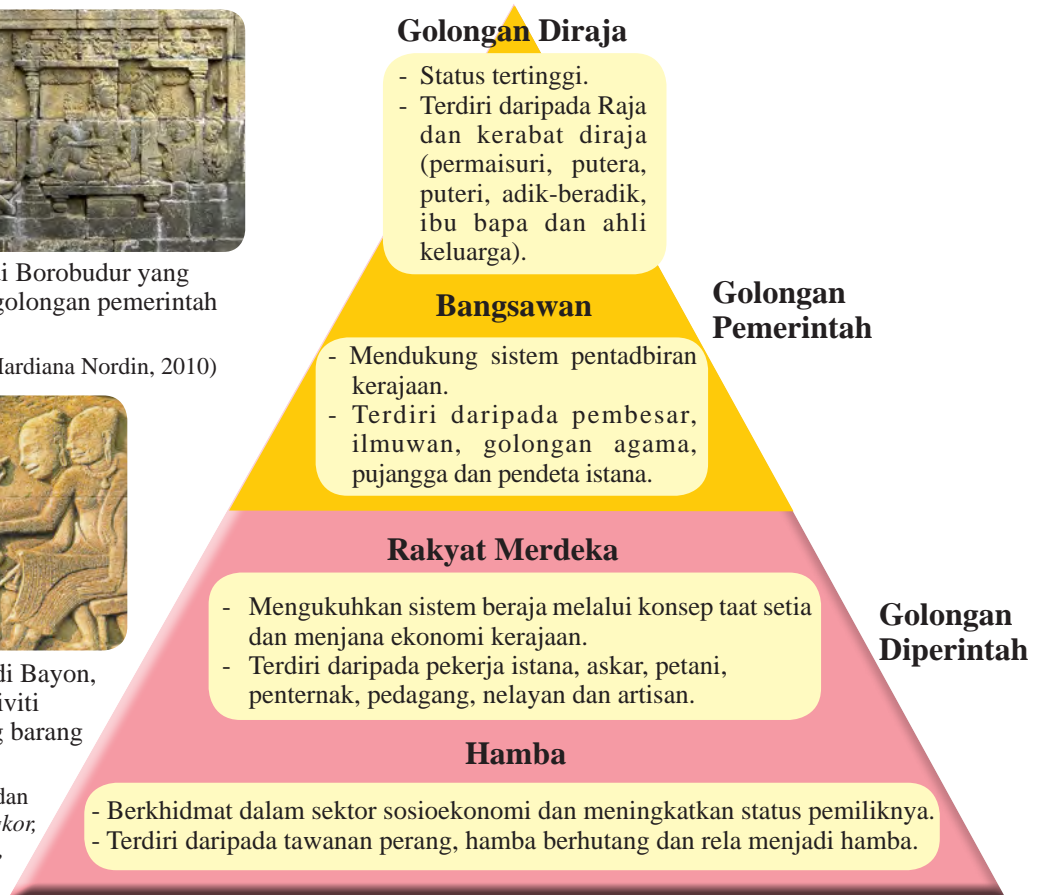 Golongan Diraja
- Status tertinggi.
- Terdiri daripada Raja
dan kerabat diraja
(permaisuri, putera,
puteri, adik-beradik,
ibu bapa dan ahli
keluarga).
Bangsawan
- Mendukung sistem pentadbiran
kerajaan.
- Terdiri daripada pembesar,
ilmuwan, golongan agama,
pujangga dan pendeta istana.
Golongan
Pemerintah
Rakyat Merdeka
- Mengukuhkan sistem beraja melalui konsep taat setia
dan menjana ekonomi kerajaan.
- Terdiri daripada pekerja istana, askar, petani,
penternak, pedagang, nelayan dan artisan.
Hamba
- Berkhidmat dalam sektor sosioekonomi dan meningkatkan status pemiliknya.
- Terdiri daripada tawanan perang, hamba berhutang dan rela menjadi hamba.
Golongan
Diperintah
Borobudur yang
golongan pemerintah
Mardiana Nordin, 2010)
di Bayon,
barang
dan